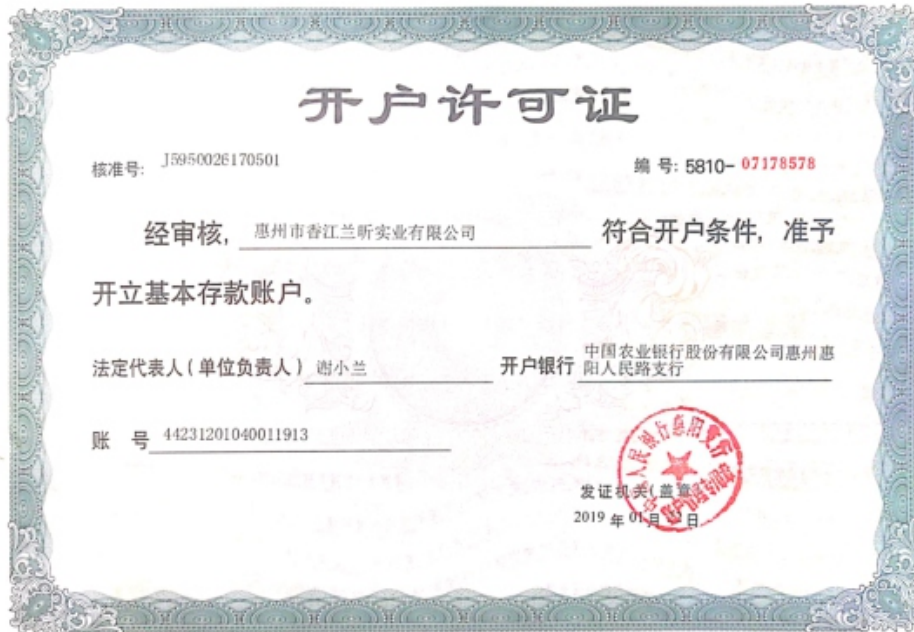 开户许可证
核准号: J5950026170501 编 号: 5810-07178578
经审核, 惠州市香江兰昕实业有限公司 符合开户条件, 准予
开立基本存款账户。
法定代表人(单位负责人) 谢小兰 开户银行 中国农业银行股份有限公司惠州惠
阳人民路支行
账 号 44231201040011913
发证机关(盖章)
2019 年 01 月 日